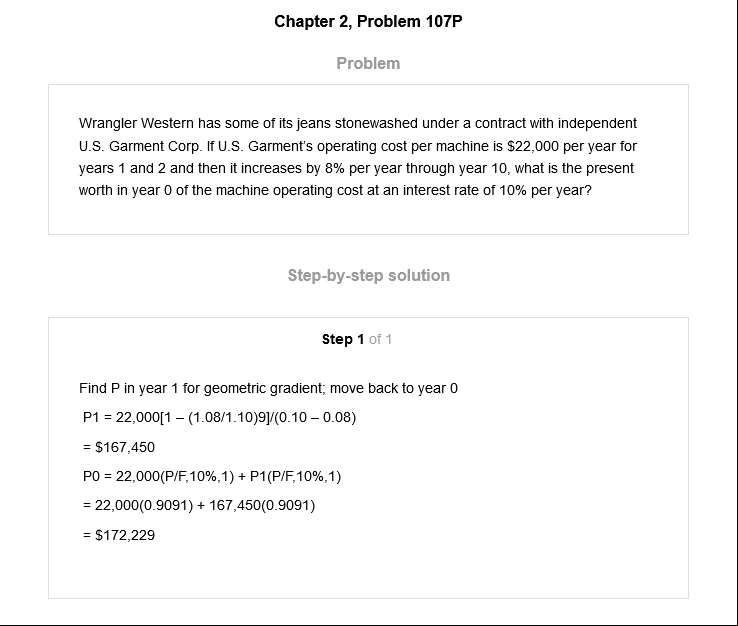 Chapter 2, Problem 107P
Problem
Wrangler Western has some of its jeans stonewashed under a contract with independent
U.S. Garment Corp. If U.S. Garment's operating cost per machine is $22,000 per year for
years 1 and 2 and then it increases by 8% per year through year 10, what is the present
worth in year 0 of the machine operating cost at an interest rate of 10% per year?
Step-by-step solution
Step 1 of 1
Find P in year 1 for geometric gradient; move back to year 0
P1 = 22,000[1 – (1.08/1.10)9]/(0.10 – 0.08)
= $167,450
P0 = 22,000(P/F,10%,1) + P1(P/F,10%,1)
= 22,000(0.9091) + 167,450(0.9091)
= $172,229